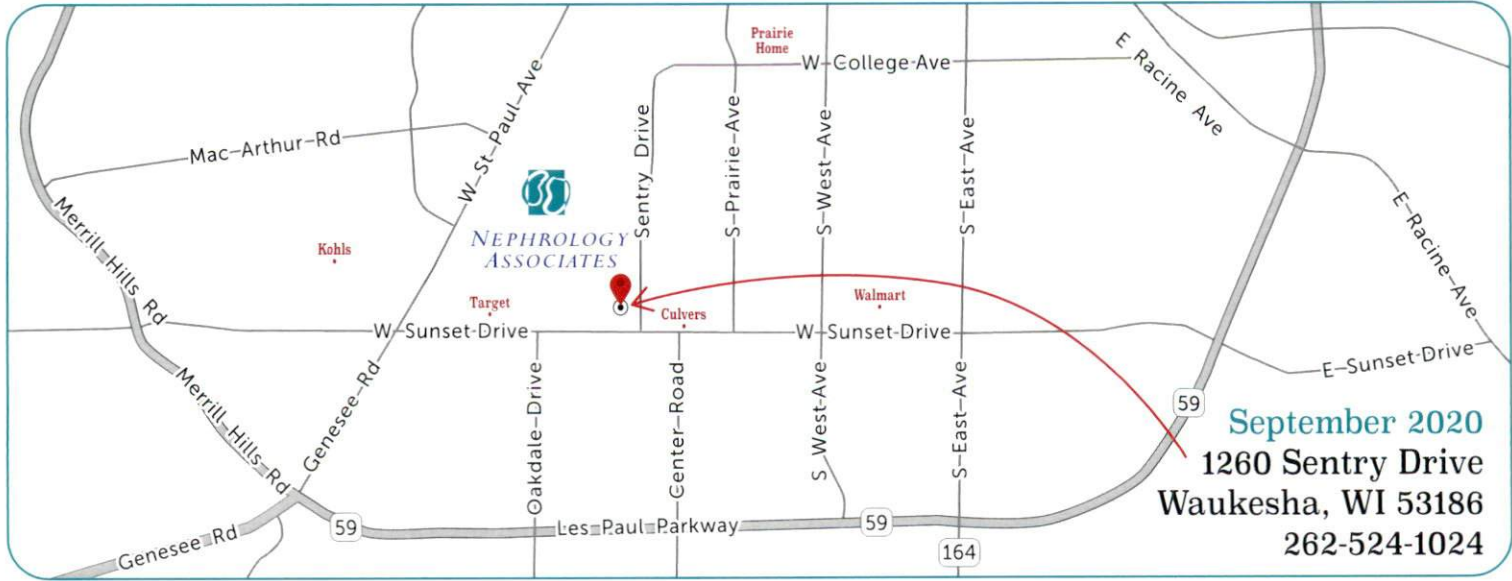 Prairie
Home
W College Ave
E Racine Ave
Mac-Arthur-Rd
W-St-Paul-Ave
Sentry Drive
S-Prairie-Ave
S-West-Ave
S-East-Ave
E-Racine-Ave
Merrill Hills Rd
Kohls
NEPHROLOGY
ASSOCIATES
Target
Culvers
Walmart
W-Sunset-Drive
W-Sunset-Drive
E-Sunset-Drive
Merrill Hills Rd
Genesee-Rd
Oakdale-Drive
Center-Road
S West-Ave
S-East-Ave
59
September 2020
1260 Sentry Drive
Waukesha, WI 53186
262-524-1024
Genesee Rd
59
Les Paul Parkway
59
164